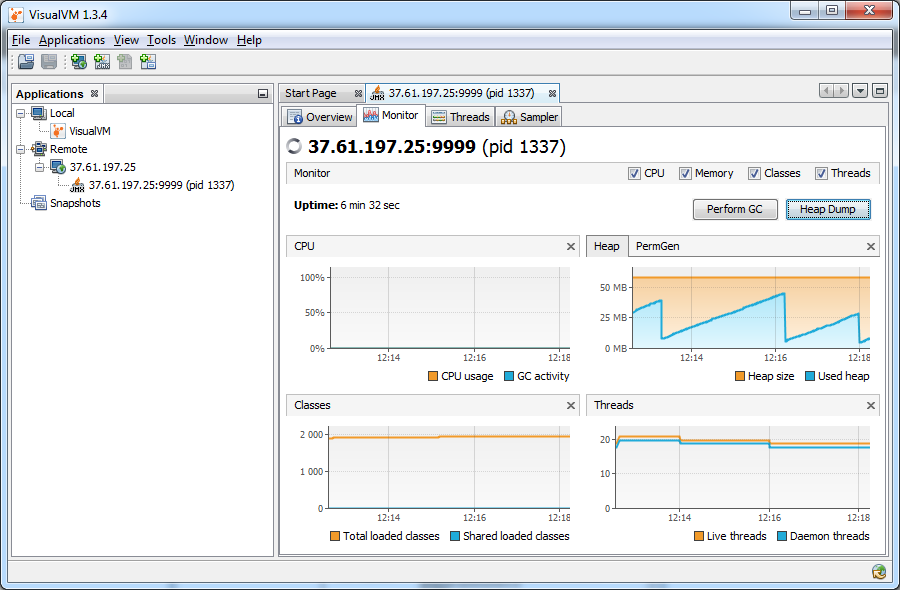 VisualVM 1.3.4
File Applications View Tools Window Help
Applications
Start Page
JMX 37.61.197.25:9999 (pid 1337)
Local
VisualVM
Remote
37.61.197.25
JMX 37.61.197.25:9999 (pid 1337)
Snapshots
Overview Monitor Threads Sampler
37.61.197.25:9999 (pid 1337)
Monitor CPU Memory Classes Threads
Uptime: 6 min 32 sec
Perform GC Heap Dump
CPU
100%
50%
0%
12:14 12:16 12:18
CPU usage GC activity
Heap PermGen
50 MB
25 MB
0 MB
12:14 12:16 12:18
Heap size Used heap
Classes
2 000
1 000
0
12:14 12:16 12:18
Total loaded classes Shared loaded classes
Threads
20
10
0
12:14 12:16 12:18
Live threads Daemon threads